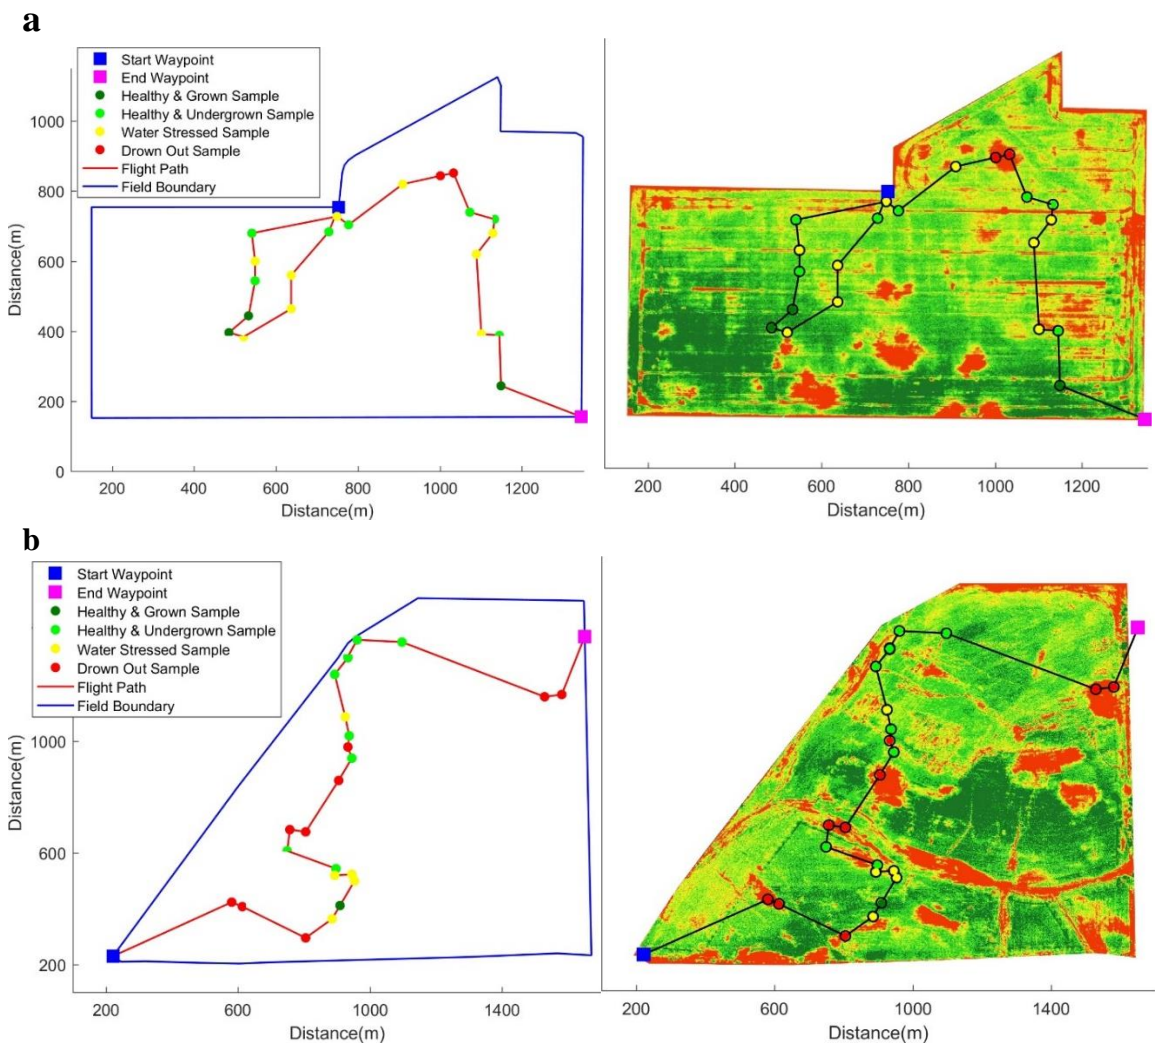 a
Start Waypoint
End Waypoint
Healthy & Grown Sample
Healthy & Undergrown Sample
Water Stressed Sample
Drown Out Sample
Flight Path
Field Boundary
1000
800
600
400
200
0
Distance(m)
200 400 600 800 1000 1200
Distance(m)
200 400 600 800 1000 1200
Distance(m)
b
Start Waypoint
End Waypoint
Healthy & Grown Sample
Healthy & Undergrown Sample
Water Stressed Sample
Drown Out Sample
Flight Path
Field Boundary
1000
600
200
Distance(m)
200 600 1000 1400
Distance(m)
200 600 1000 1400
Distance(m)